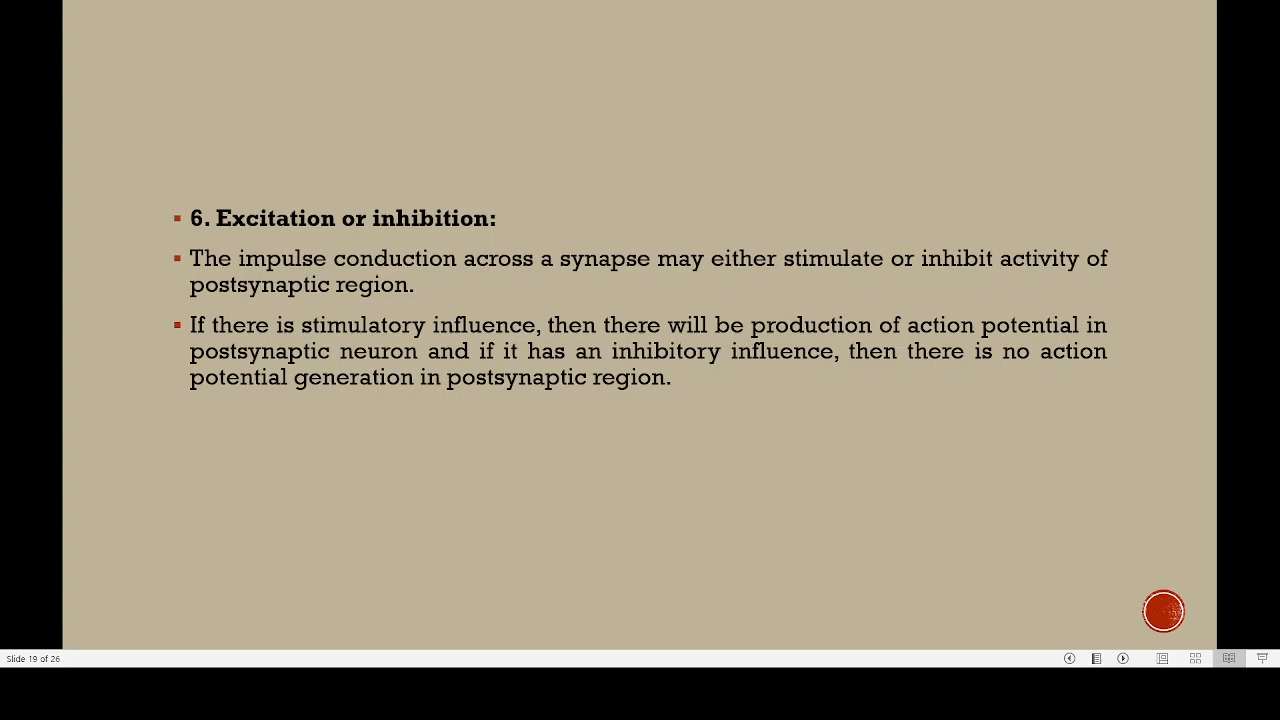 6. Excitation or inhibition:
The impulse conduction across a synapse may either stimulate or inhibit activity of
postsynaptic region.
If there is stimulatory influence, then there will be production of action potential in
postsynaptic neuron and if it has an inhibitory influence, then there is no action
potential generation in postsynaptic region.
Slide 19 of 26